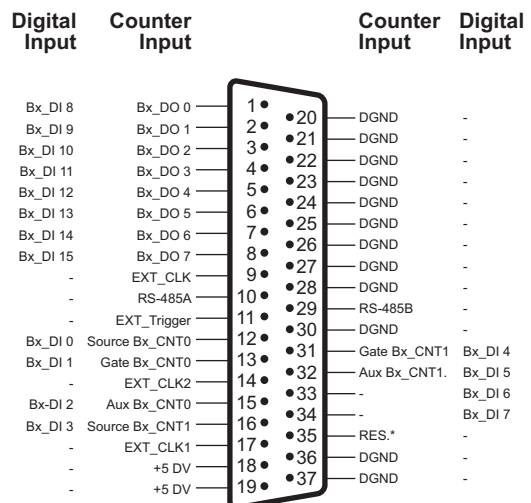 Digital Input Counter Input Counter Input Digital Input
Bx_DI 8 Bx_DO 0 1 20 DGND -
Bx_DI 9 Bx_DO 1 2 21 DGND -
Bx_DI 10 Bx_DO 2 3 22 DGND -
Bx_DI 11 Bx_DO 3 4 23 DGND -
Bx_DI 12 Bx_DO 4 5 24 DGND -
Bx_DI 13 Bx_DO 5 6 25 DGND -
Bx_DI 14 Bx_DO 6 7 26 DGND -
Bx_DI 15 Bx_DO 7 8 27 DGND -
- EXT_CLK 9 28 DGND -
- RS-485A 10 29 RS-485B -
- EXT_Trigger 11 30 DGND -
Bx_DI 0 Source Bx_CNT0 12 31 Gate Bx_CNT1 Bx_DI 4
Bx_DI 1 Gate Bx_CNT0 13 32 Aux Bx_CNT1. Bx_DI 5
- EXT_CLK2 14 33 - Bx_DI 6
Bx-DI 2 Aux Bx_CNT0 15 34 - Bx_DI 7
Bx_DI 3 Source Bx_CNT1 16 35 RES.* -
- EXT_CLK1 17 36 DGND -
- +5 DV 18 37 DGND -
- +5 DV 19